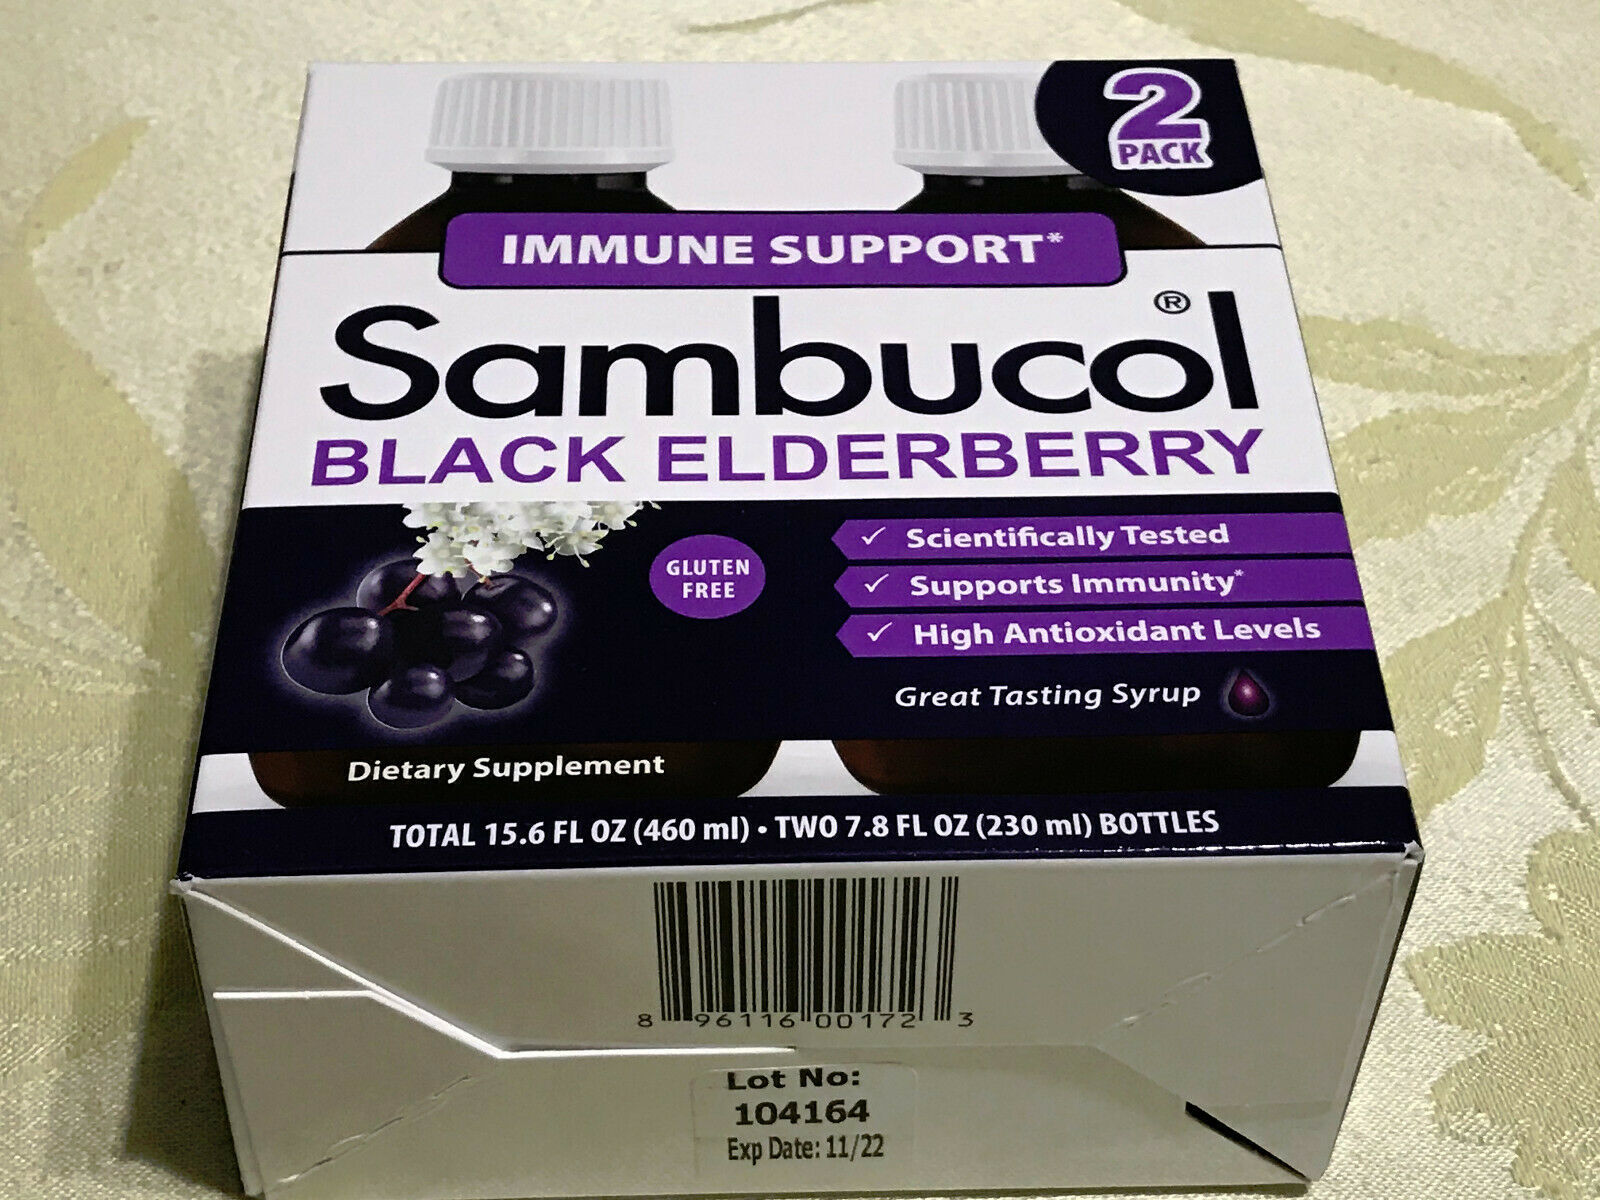 2
PACK
IMMUNE SUPPORT*
Sambucol®
BLACK ELDERBERRY
GLUTEN
FREE
✓ Scientifically Tested
✓ Supports Immunity*
✓ High Antioxidant Levels
Great Tasting Syrup
Dietary Supplement
TOTAL 15.6 FL OZ (460 ml) • TWO 7.8 FL OZ (230 ml) BOTTLES
8 96116 00172 3
Lot No:
104164
Exp Date: 11/22